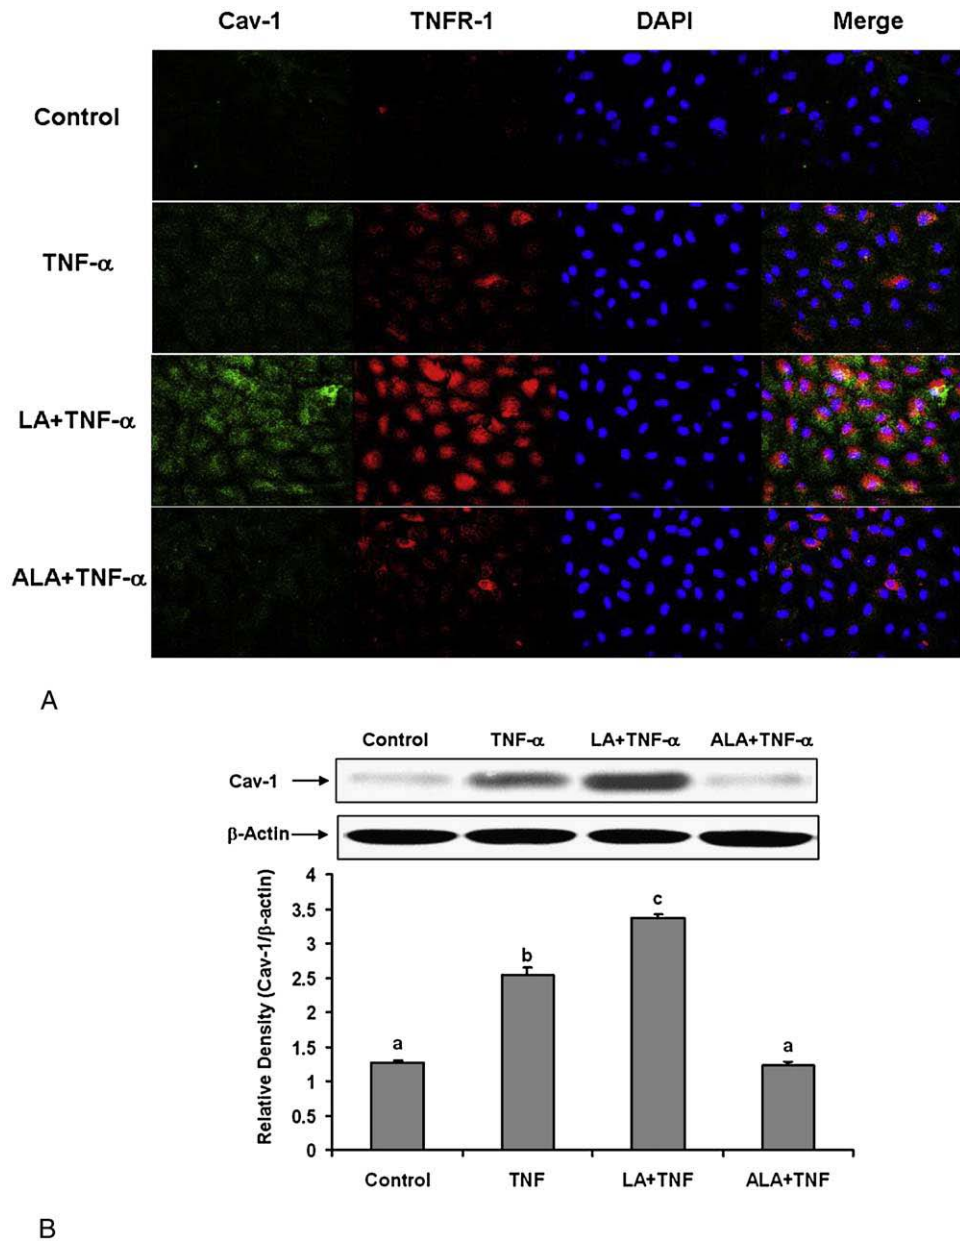 Cav-1 TNFR-1 DAPI Merge
Control
TNF-α
LA+TNF-α
ALA+TNF-α
A
Control TNF-α LA+TNF-α ALA+TNF-α
Cav-1
β-Actin
Relative Density (Cav-1/β-actin)
4
3.5
3
2.5
2
1.5
1
0.5
0
a
b
c
a
Control TNF LA+TNF ALA+TNF
B